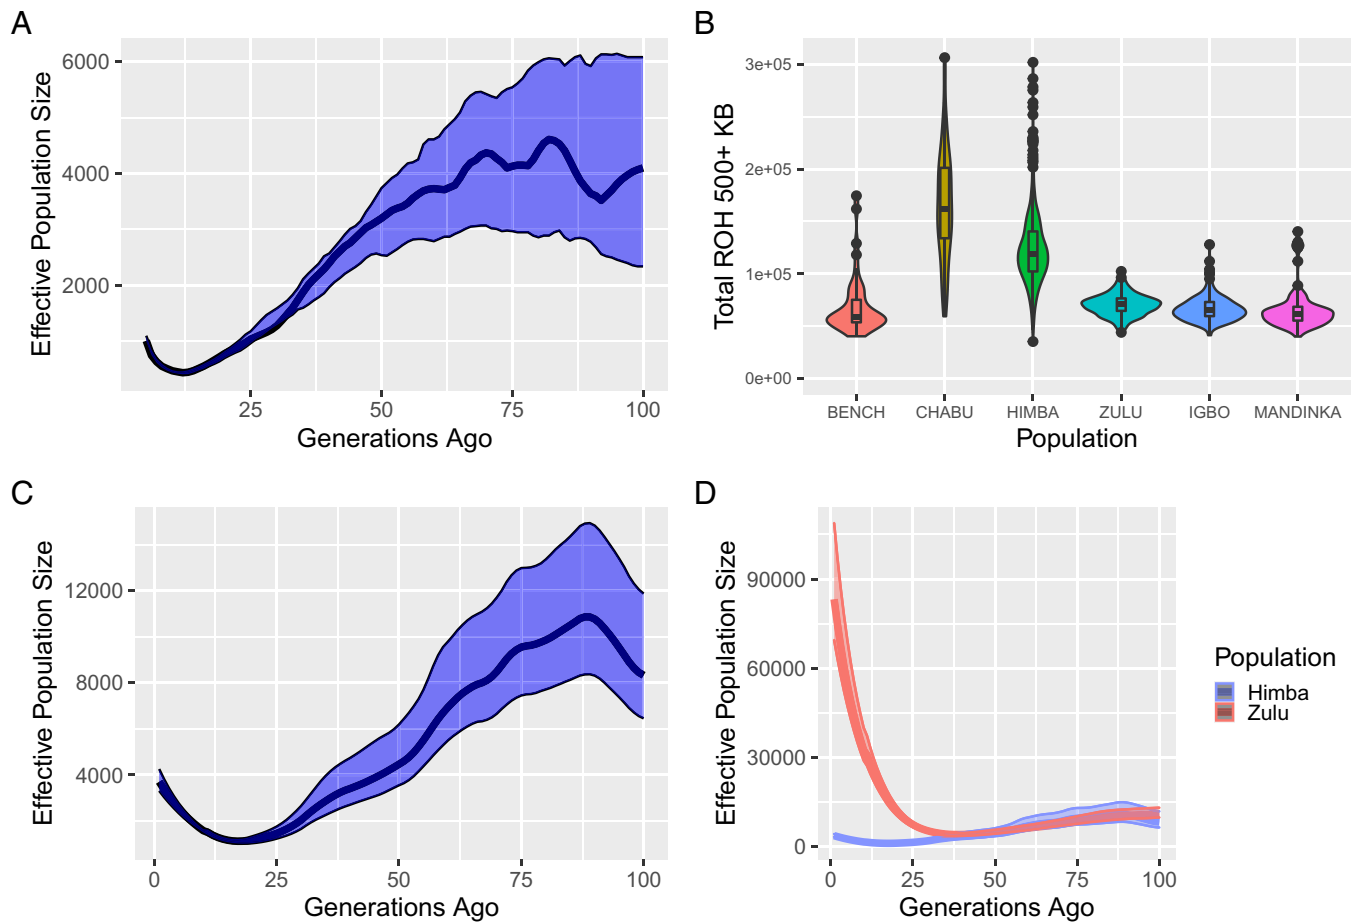 A
Effective Population Size
6000
4000
2000
25
50
75
100
Generations Ago
B
Total ROH 500+ KB
3e+05
2e+05
1e+05
0e+00
BENCH
CHABU
HIMBA
ZULU
IGBO
MANDINKA
Population
C
Effective Population Size
12000
8000
4000
0
25
50
75
100
Generations Ago
D
Effective Population Size
90000
60000
30000
0
0
25
50
75
100
Generations Ago
Population
Himba
Zulu